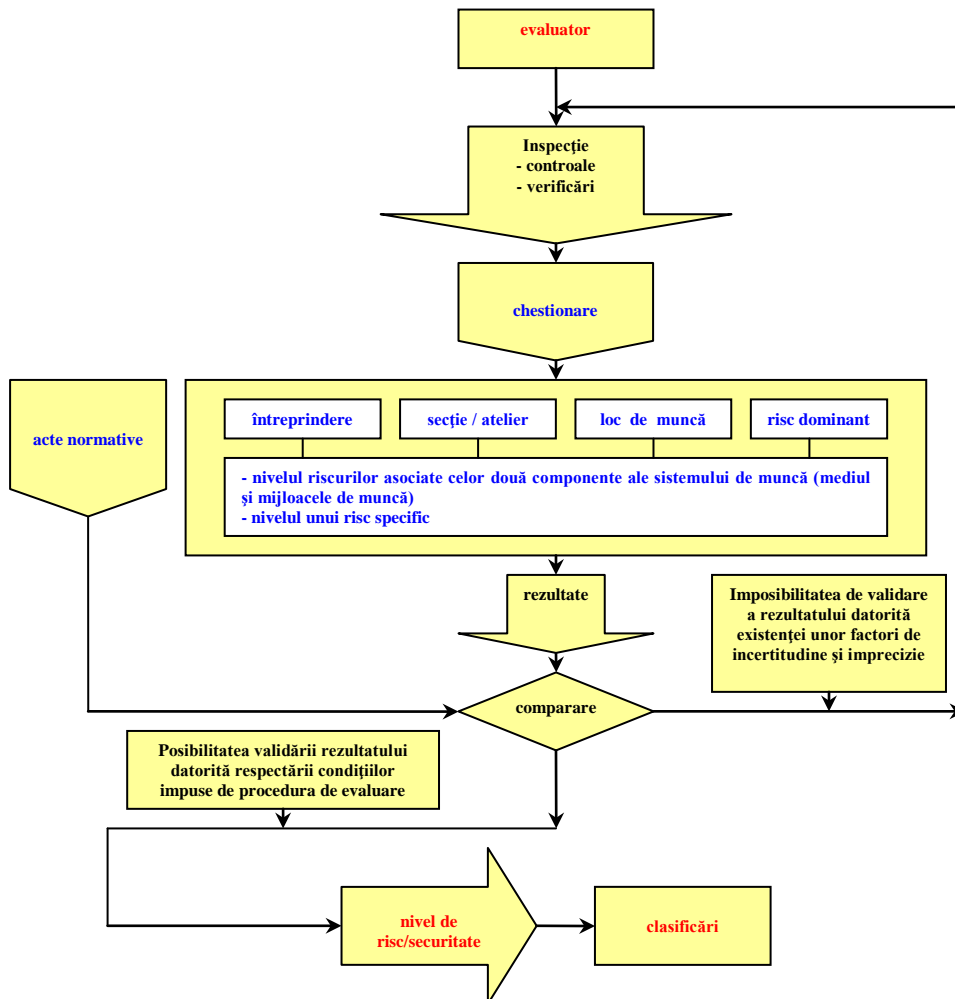 evaluator
Inspecţie
- controale
- verificări
chestionare
acte normative
întreprindere
secţie / atelier
loc de muncă
risc dominant
- nivelul riscurilor asociate celor două componente ale sistemului de muncă (mediul
şi mijloacele de muncă)
- nivelul unui risc specific
rezultate
Imposibilitatea de validare
a rezultatului datorită
existenţei unor factori de
incertitudine şi imprecizie
comparare
Posibilitatea validării rezultatului
datorită respectării condiţiilor
impuse de procedura de evaluare
nivel de
risc/securitate
clasificări